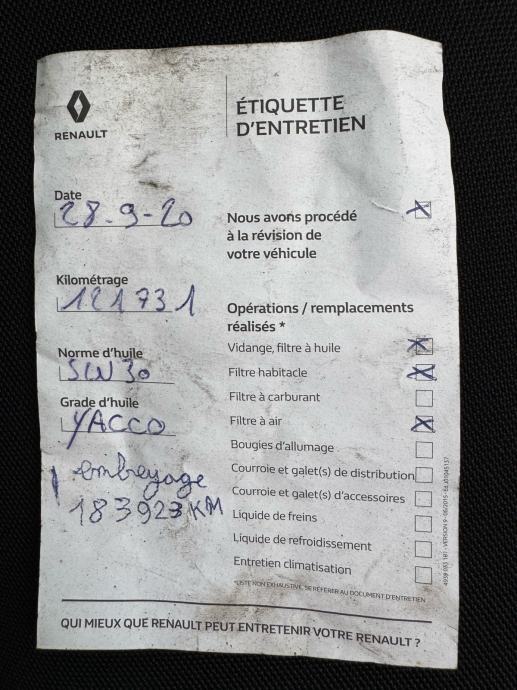 RENAULT
ÉTIQUETTE
D'ENTRETIEN
Date
28-9-20
Nous avons procédé
à la révision de
votre véhicule
Kilométrage
121731
Opérations / remplacements
réalisés *
Norme d'huile
5W30
Vidange, filtre à huile
Filtre habitacle
Grade d'huile
YACCO
Filtre à carburant
Filtre à air
Bougies d'allumage
embreyage
183923 KM
Courroie et galet(s) de distribution
Courroie et galet(s) d'accessoires
Liquide de freins
Liquide de refroidissement
Entretien climatisation
*LISTE NON EXHAUSTIVE, SE RÉFÉRER AU DOCUMENT D'ENTRETIEN
QUI MIEUX QUE RENAULT PEUT ENTRETENIR VOTRE RENAULT ?